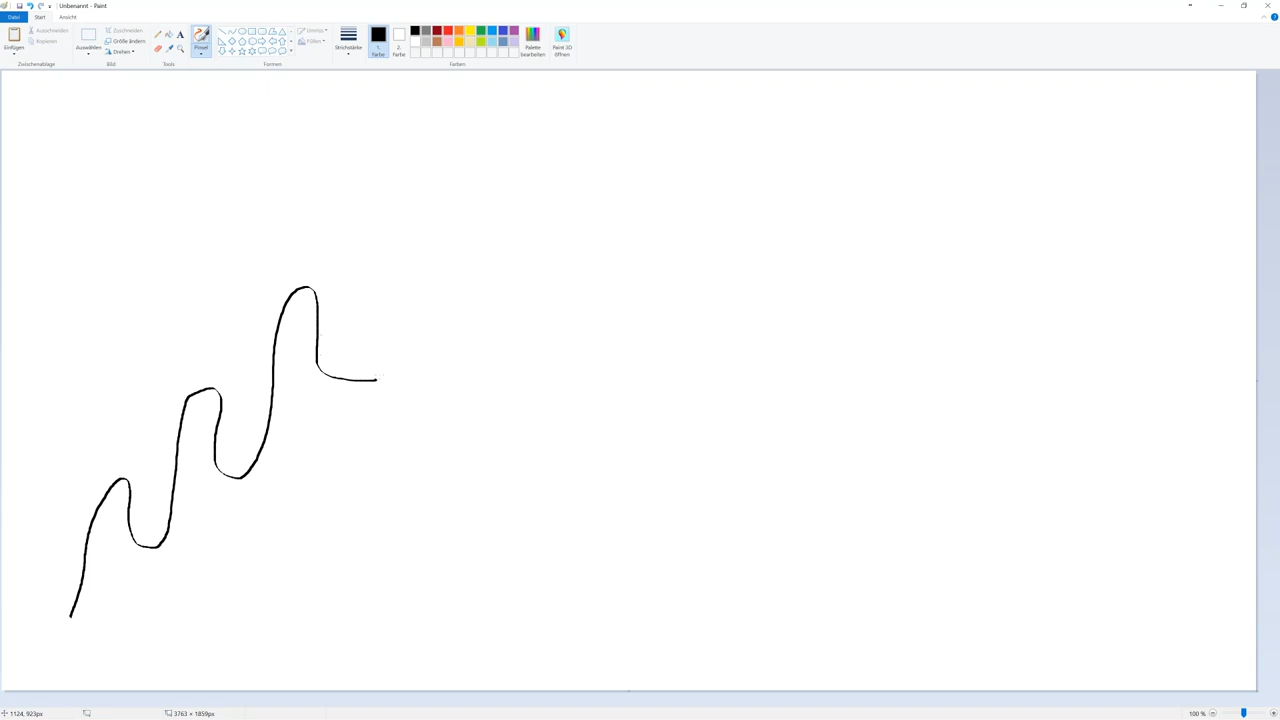 Unbenannt - Paint
Datei Start Ansicht
Einfügen
Ausschneiden
Kopieren
Zwischenablage
Auswählen
Zuschneiden
Größe ändern
Drehen
Bild
Tools
Pinsel
Umriss
Füllen
Formen
Strichstärke
1. Farbe
2. Farbe
Palette bearbeiten
Paint 3D öffnen
Farben
1124, 923px
3763 × 1859px
100 %